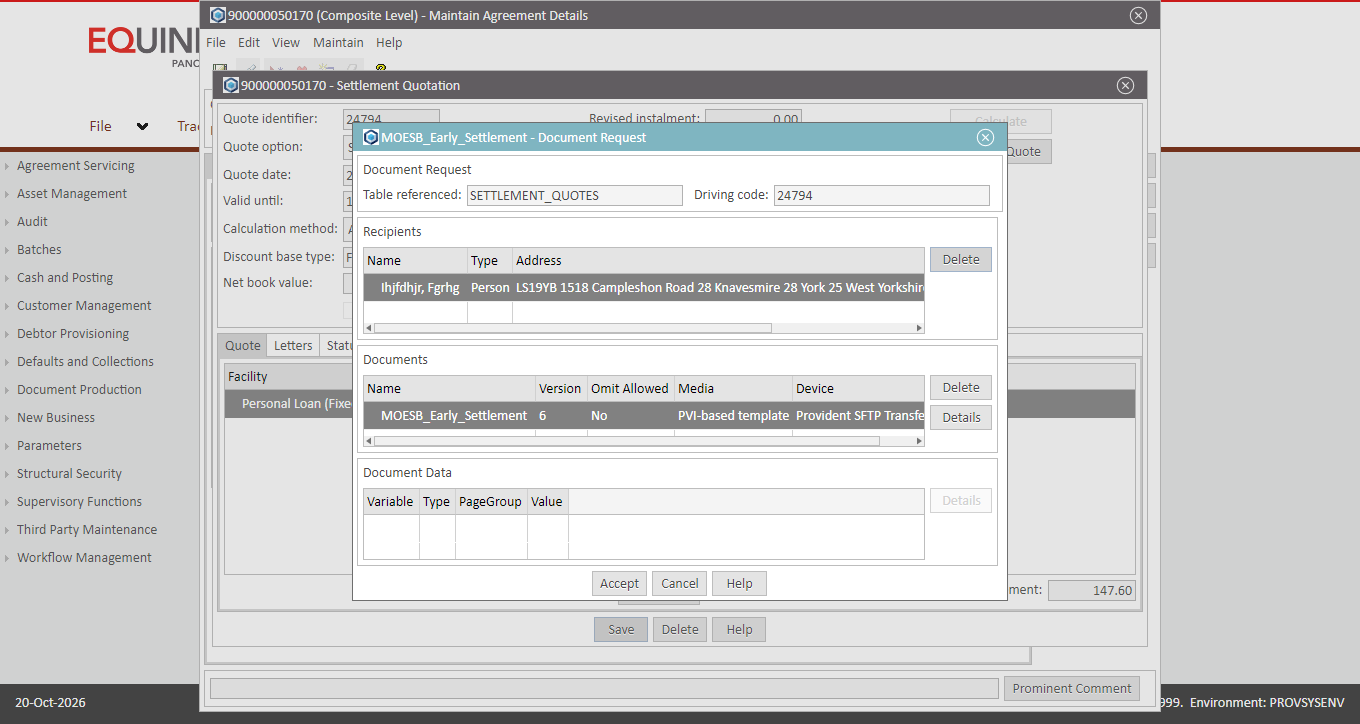 900000050170 (Composite Level) - Maintain Agreement Details
EQUINI
PANO
File Edit View Maintain Help
900000050170 - Settlement Quotation
File
Quote identifier: 24794 Revised instalment: 0.00 Calculate
Quote option:
Quote
Quote date:
Valid until:
Calculation method:
Discount base type:
Net book value:
MOESB_Early_Settlement - Document Request
Document Request
Table referenced: SETTLEMENT_QUOTES Driving code: 24794
Recipients
Name Type Address
Delete
Ihjfdhjr, Fgrhg Person LS19YB 1518 Campleshon Road 28 Knavesmire 28 York 25 West Yorkshire
Documents
Name Version Omit Allowed Media Device
Delete
MOESB_Early_Settlement 6 No PVI-based template Provident SFTP Transfe
Details
Document Data
Variable Type PageGroup Value
Details
Accept Cancel Help
Agreement Servicing
Asset Management
Audit
Batches
Cash and Posting
Customer Management
Debtor Provisioning
Defaults and Collections
Document Production
New Business
Parameters
Structural Security
Supervisory Functions
Third Party Maintenance
Workflow Management
Quote Letters Statu
Facility
Personal Loan (Fixe
ment: 147.60
Save Delete Help
Prominent Comment
20-Oct-2026
999. Environment: PROVSYSENV